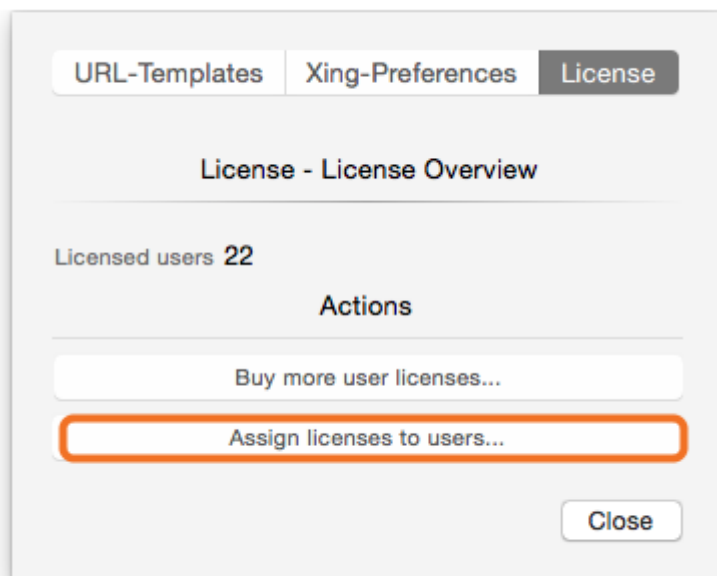 URL-Templates Xing-Preferences License
License - License Overview
Licensed users 22
Actions
Buy more user licenses...
Assign licenses to users...
Close